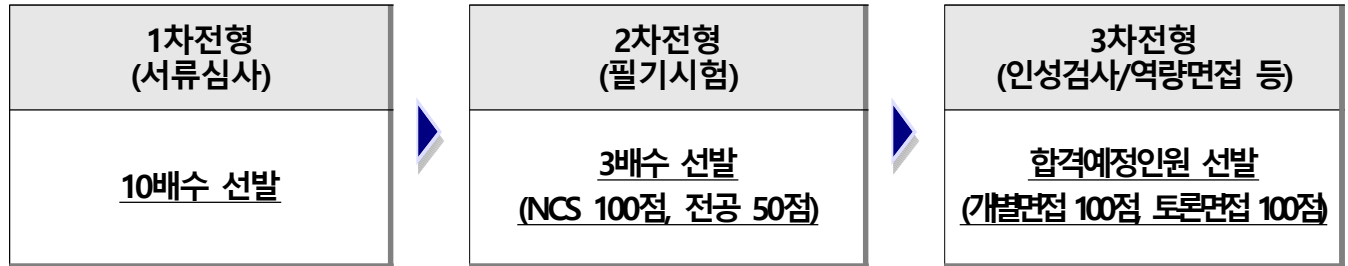 1차전형
(서류심사)
10배수 선발
2차전형
(필기시험)
3배수 선발
(NCS 100점, 전공 50점)
3차전형
(인성검사/역량면접 등)
합격예정인원 선발
(개별면접 100점, 토론면접 100점)